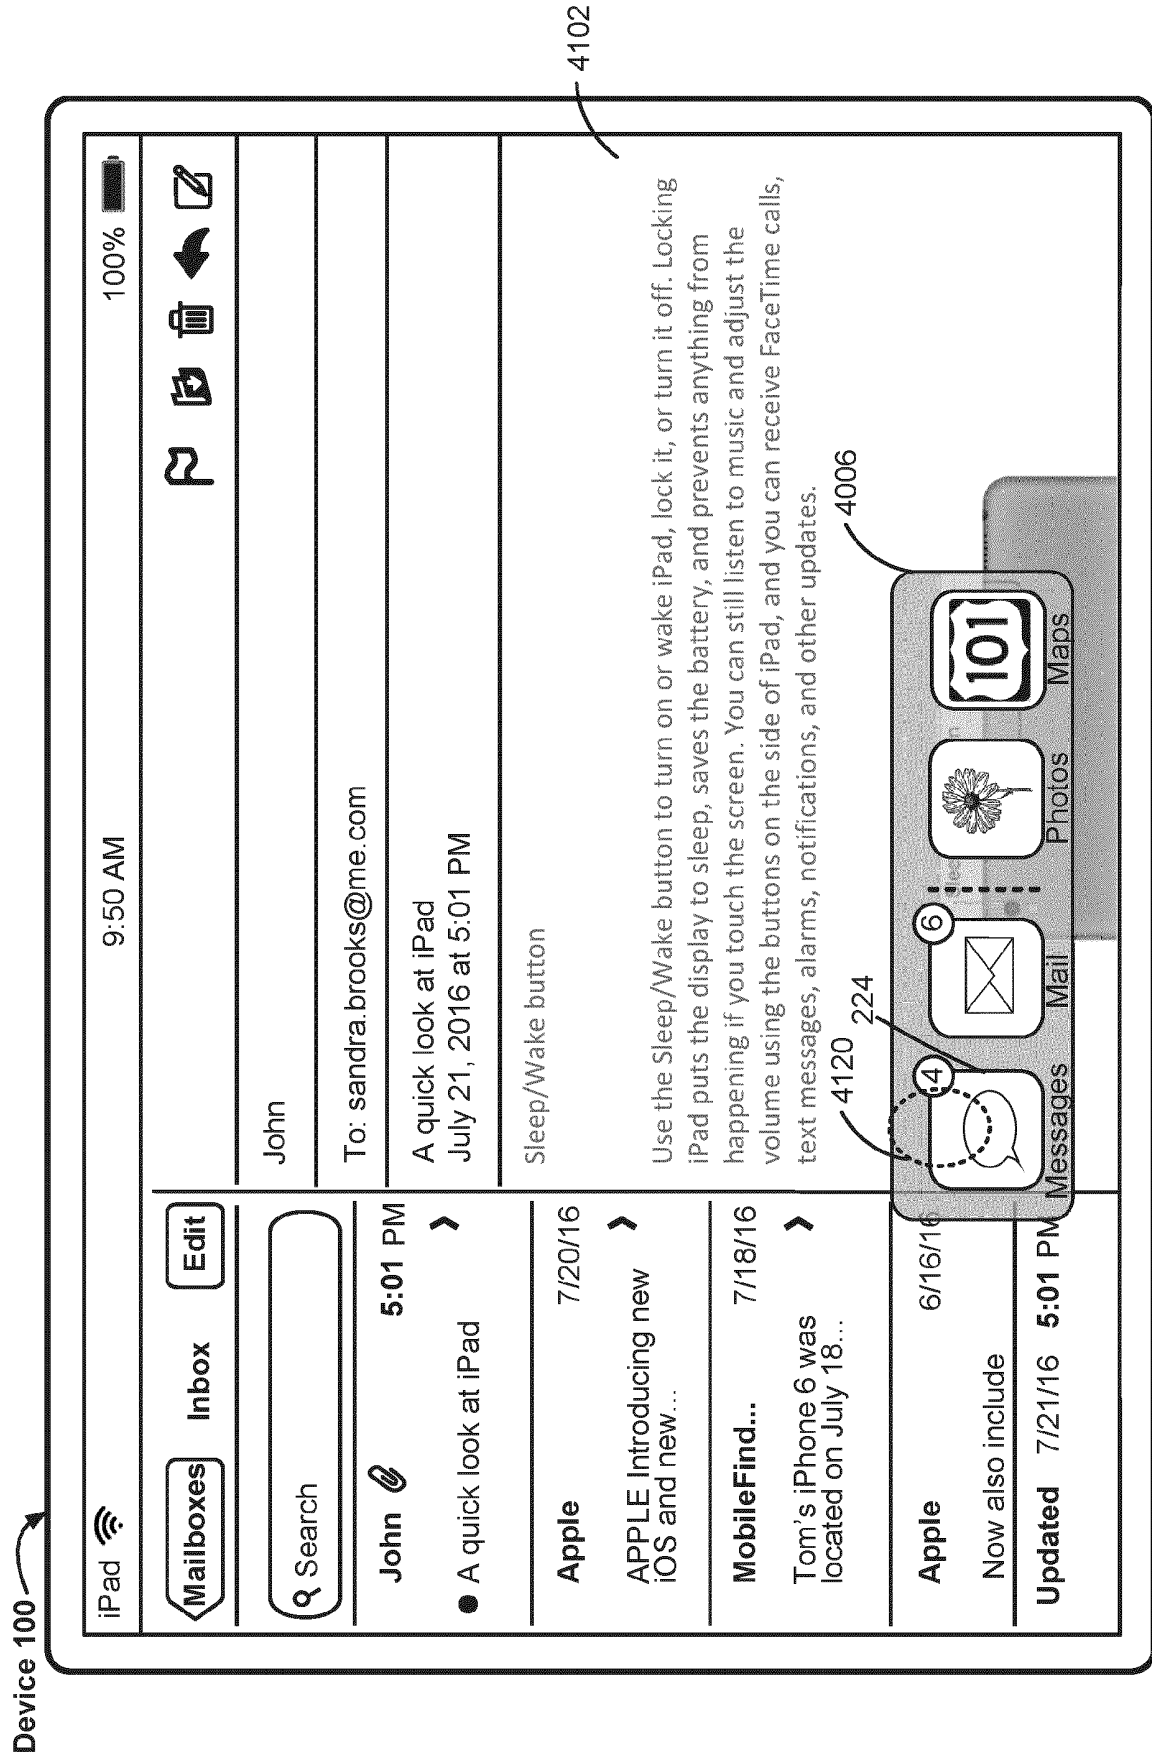 Device 100
iPad
9:50 AM
100%
Mailboxes
Inbox
Edit
Search
John
5:01 PM
A quick look at iPad
Apple
7/20/16
APPLE Introducing new
iOS and new...
MobileFind...
7/18/16
Tom's iPhone 6 was
located on July 18...
Apple
6/16/16
Now also include
Updated 7/21/16 5:01 PM
John
To: sandra.brooks@me.com
A quick look at iPad
July 21, 2016 at 5:01 PM
Sleep/Wake button
Use the Sleep/Wake button to turn on or wake iPad, lock it, or turn it off. Locking
iPad puts the display to sleep, saves the battery, and prevents anything from
happening if you touch the screen. You can still listen to music and adjust the
volume using the buttons on the side of iPad, and you can receive FaceTime calls,
text messages, alarms, notifications, and other updates.
4102
4120
224
4006
4
6
101
Messages
Mail
Photos
Maps